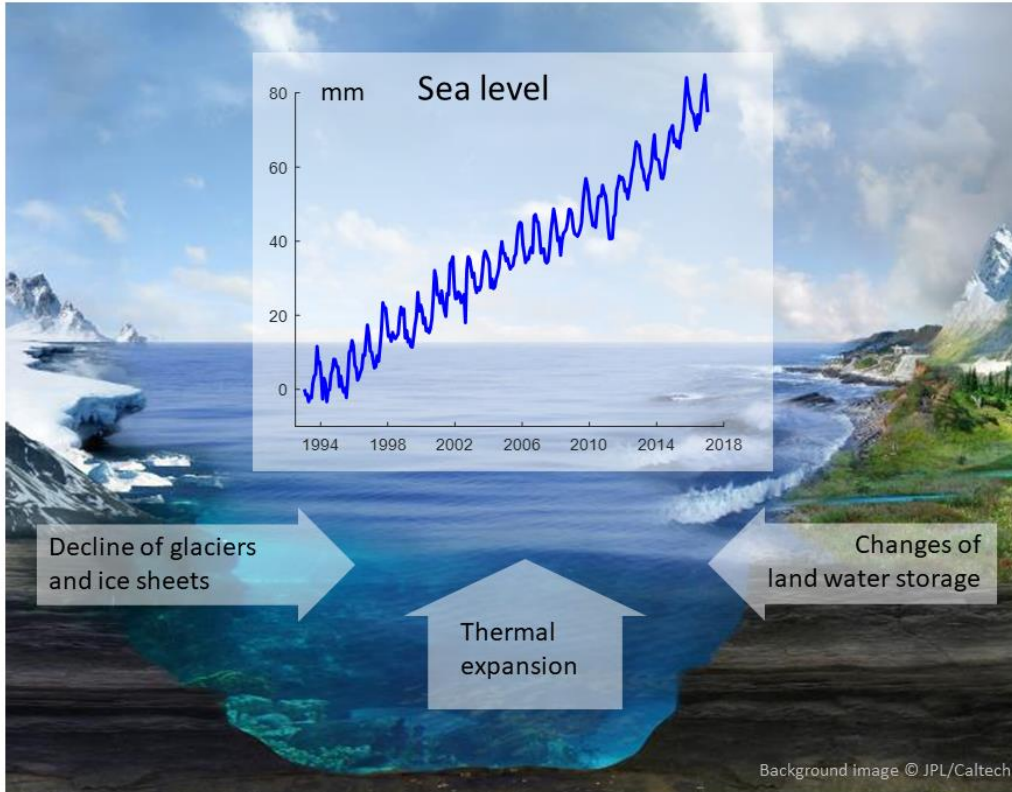 Sea level
mm
80
60
40
20
0
1994 1998 2002 2006 2010 2014 2018
Decline of glaciers
and ice sheets
Thermal
expansion
Changes of
land water storage
Background image © JPL/Caltech